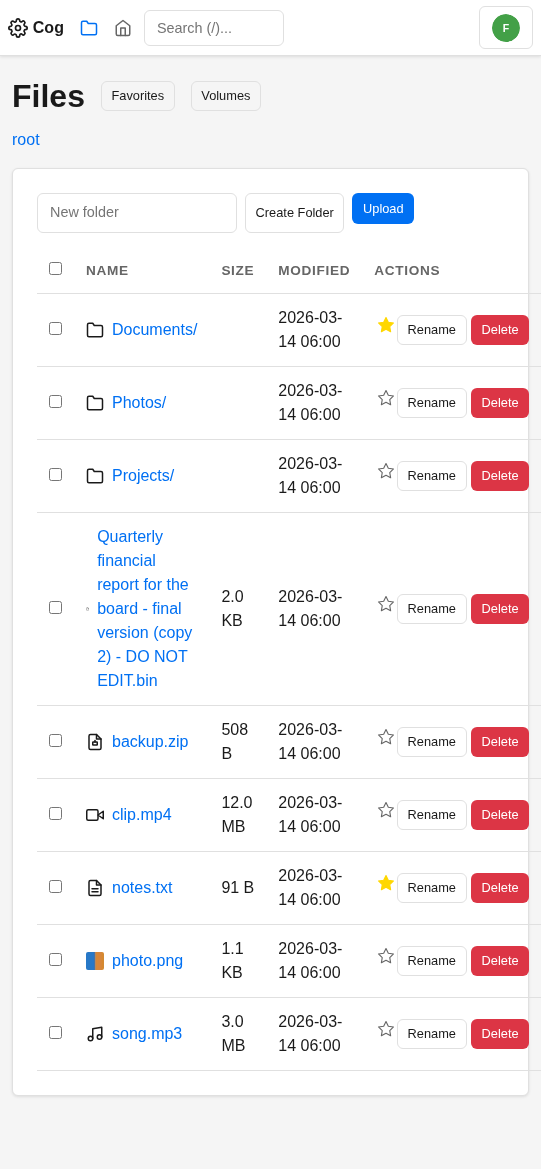 Cog
Search (/)...
F
Files
Favorites
Volumes
root
New folder
Create Folder
Upload
NAME
SIZE
MODIFIED
ACTIONS
Documents/
2026-03-
14 06:00
Rename
Delete
Photos/
2026-03-
14 06:00
Rename
Delete
Projects/
2026-03-
14 06:00
Rename
Delete
Quarterly
financial
report for the
board - final
version (copy
2) - DO NOT
EDIT.bin
2.0
KB
2026-03-
14 06:00
Rename
Delete
backup.zip
508
B
2026-03-
14 06:00
Rename
Delete
clip.mp4
12.0
MB
2026-03-
14 06:00
Rename
Delete
notes.txt
91 B
2026-03-
14 06:00
Rename
Delete
photo.png
1.1
KB
2026-03-
14 06:00
Rename
Delete
song.mp3
3.0
MB
2026-03-
14 06:00
Rename
Delete